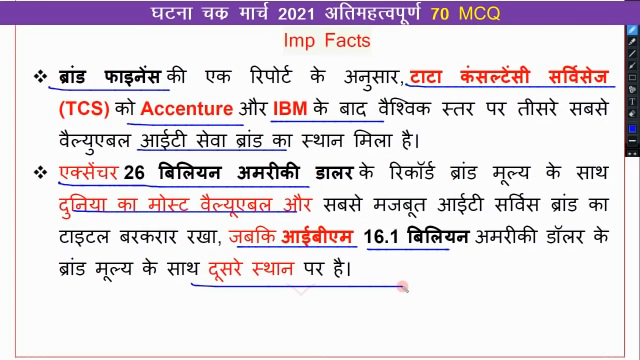 घटना चक मार्च 2021 अतिमहत्वपूर्ण 70 MCQ
Imp Facts
❖ ब्रांड फाइनेंस की एक रिपोर्ट के अनुसार, टाटा कंसल्टेंसी सर्विसेज
(TCS) को Accenture और IBM के बाद वैश्विक स्तर पर तीसरे सबसे
वैल्यूएबल आईटी सेवा ब्रांड का स्थान मिला है।
❖ एक्सेंचर 26 बिलियन अमरीकी डालर के रिकॉर्ड ब्रांड मूल्य के साथ
दुनिया का मोस्ट वैल्यूएबल और सबसे मजबूत आईटी सर्विस ब्रांड का
टाइटल बरकरार रखा, जबकि आईबीएम 16.1 बिलियन अमरीकी डॉलर के
ब्रांड मूल्य के साथ दूसरे स्थान पर है।